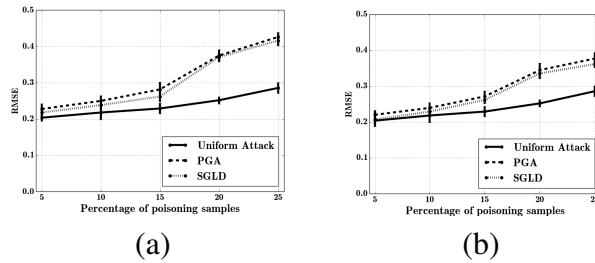 0.5
0.4
0.3
0.2
0.1
0.0
RMSE
5 10 15 20 25
Percentage of poisoning samples
Uniform Attack
PGA
SGLD
(a)
0.5
0.4
0.3
0.2
0.1
0.0
RMSE
5 10 15 20
Percentage of poisoning samples
Uniform Attack
PGA
SGLD
(b)